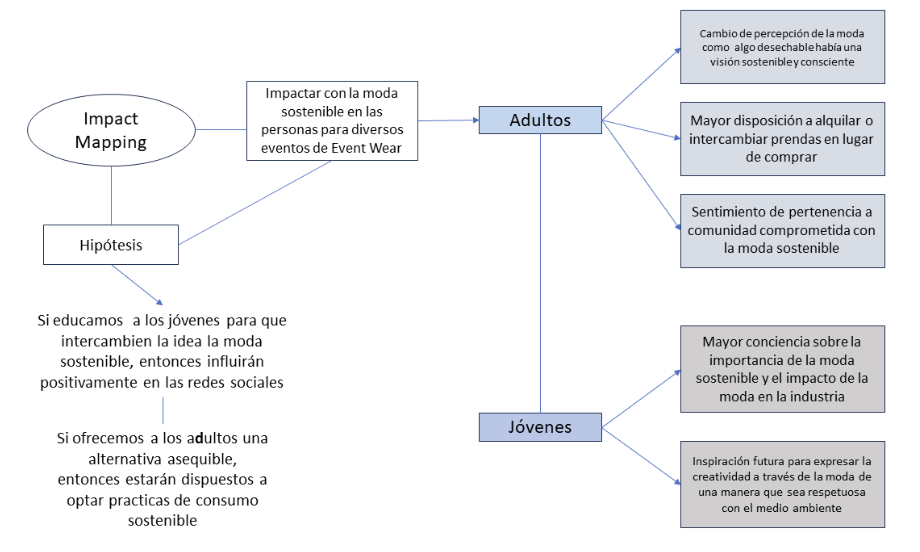 Impact
Mapping
Impactar con la moda
sostenible en las
personas para diversos
eventos de Event Wear
Hipótesis
Si educamos  a los jóvenes para que
intercambien la idea la moda
sostenible, entonces influirán
positivamente en las redes sociales
Si ofrecemos a los adultos una
alternativa asequible,
entonces estarán dispuestos a
optar practicas de consumo
sostenible
Adultos
Cambio de percepción de la moda
como  algo desechable había una
visión sostenible y consciente
Mayor disposición a alquilar o
intercambiar prendas en lugar
de comprar
Sentimiento de pertenencia a
comunidad comprometida con
la moda sostenible
Jóvenes
Mayor conciencia sobre la
importancia de la moda
sostenible y el impacto de la
moda en la industria
Inspiración futura para expresar la
creatividad a través de la moda de
una manera que sea respetuosa
con el medio ambiente